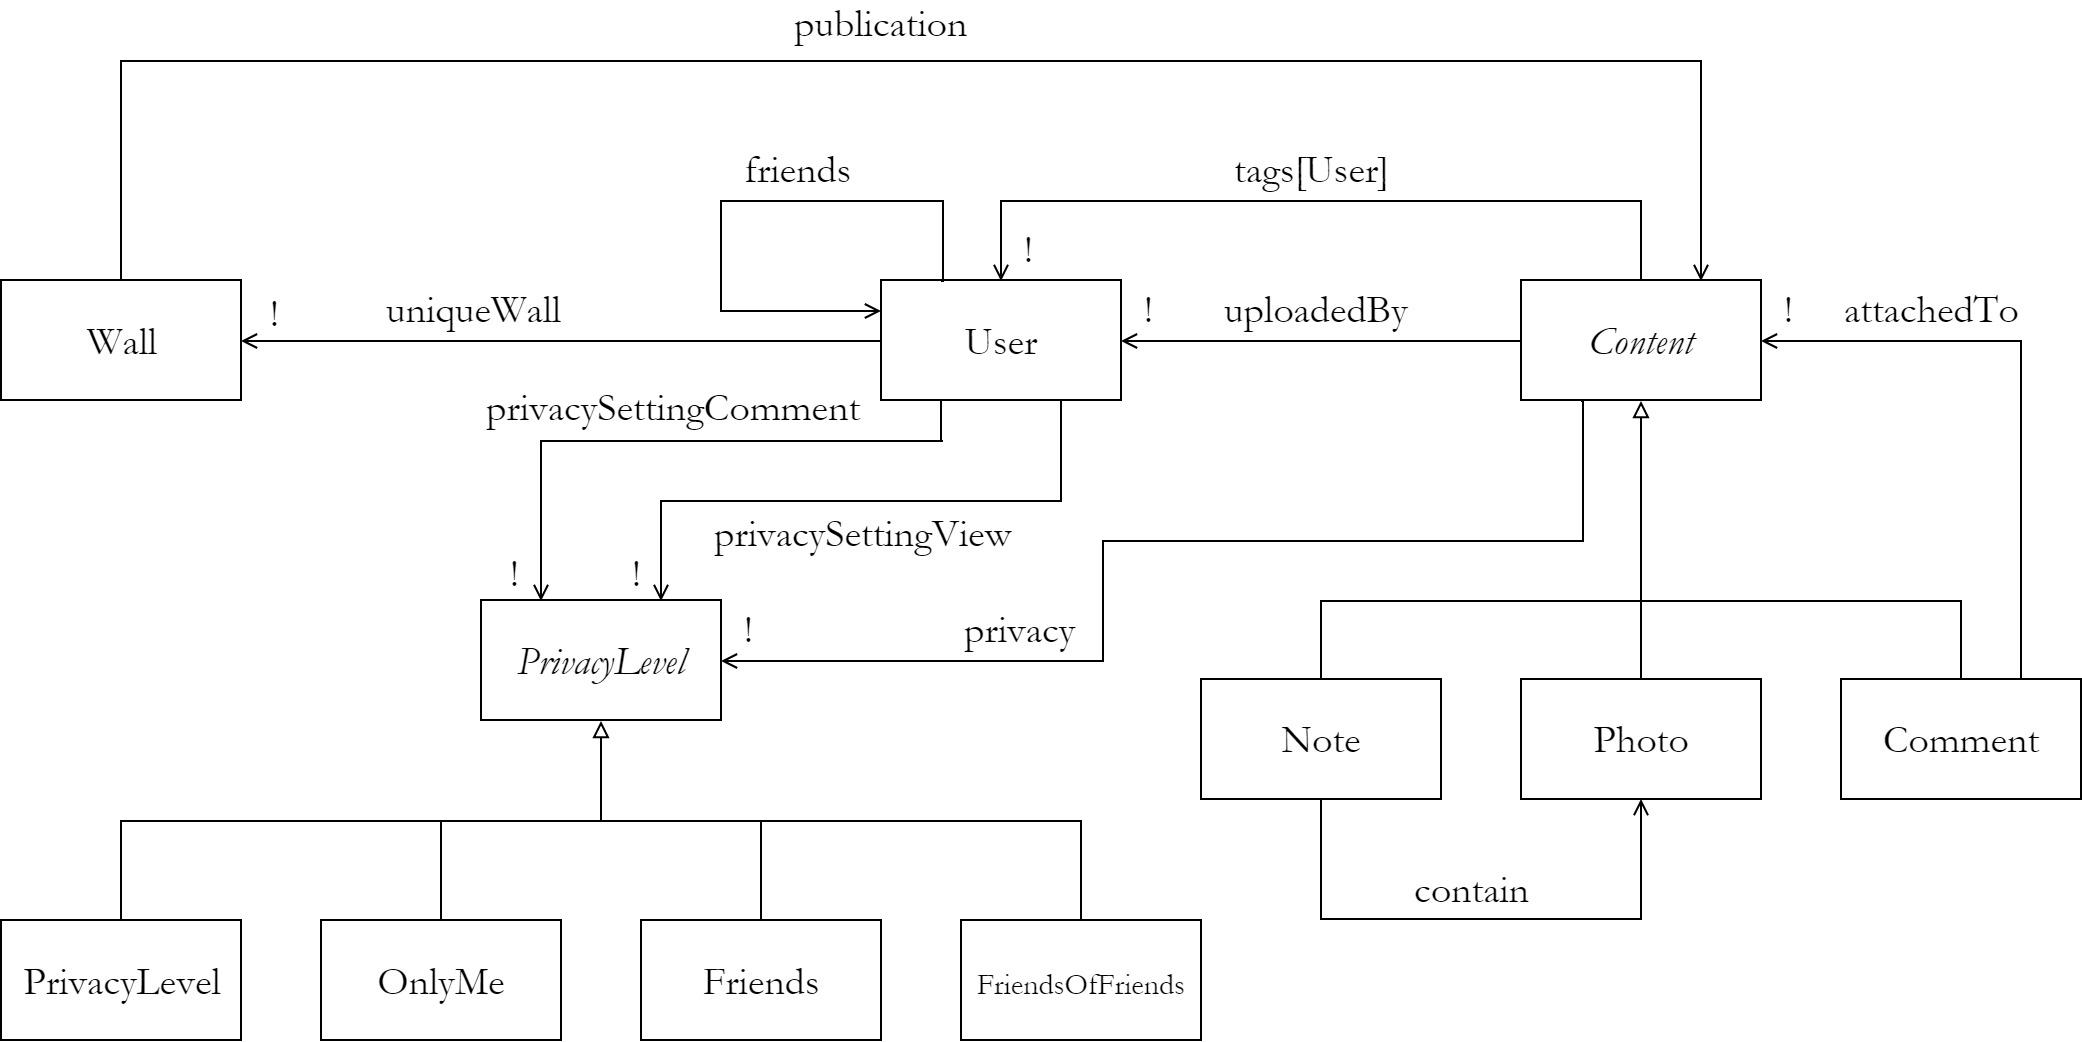 publication
friends
tags[User]
!
Wall
!
uniqueWall
User
!
uploadedBy
Content
!
attachedTo
privacySettingComment
privacySettingView
!
!
PrivacyLevel
!
privacy
Note
Photo
Comment
contain
PrivacyLevel
OnlyMe
Friends
FriendsOfFriends